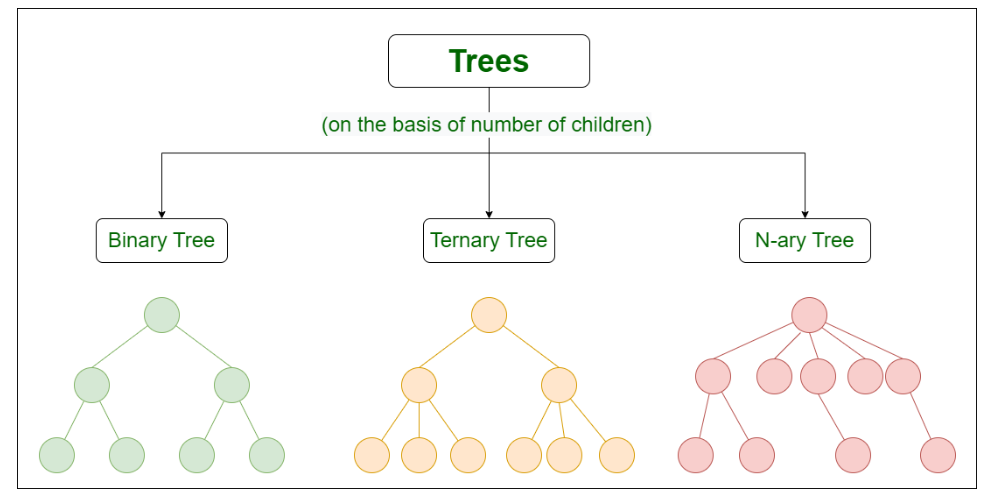 Trees
(on the basis of number of children)
Binary Tree
Ternary Tree
N-ary Tree